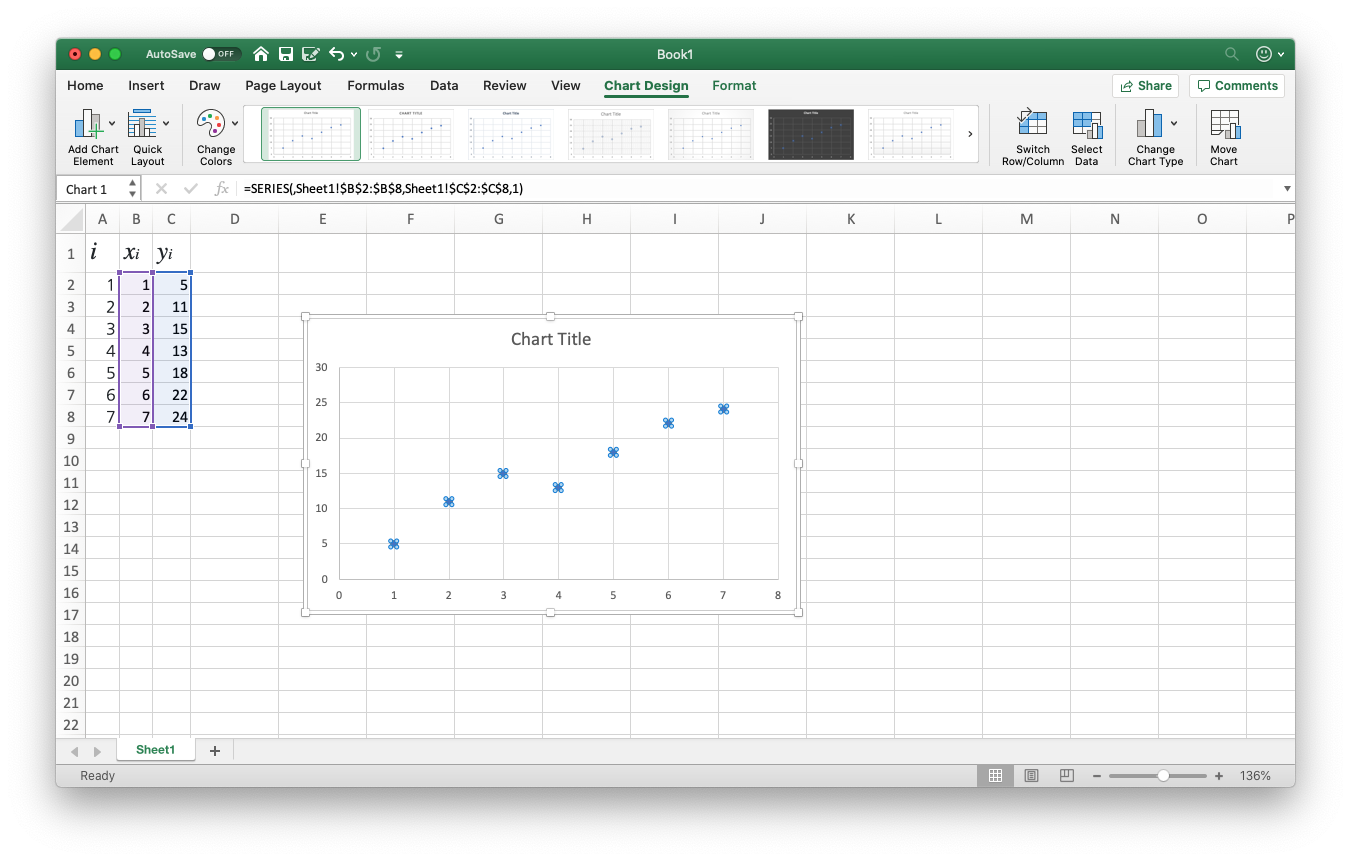 AutoSave OFF Book1
Home Insert Draw Page Layout Formulas Data Review View Chart Design Format Share Comments
Add Chart Element
Quick Layout
Change Colors
Switch Row/Column
Select Data
Change Chart Type
Move Chart
Chart 1 fx =SERIES(,Sheet1!$B$2:$B$8,Sheet1!$C$2:$C$8,1)
A B C D E F G H I J K L M N O P
1 i xi yi
2 1 1 5
3 2 2 11
4 3 3 15
5 4 4 13
6 5 5 18
7 6 6 22
8 7 7 24
9
10
11
12
13
14
15
16
17
18
19
20
21
22
Chart Title
30
25
20
15
10
5
0
0 1 2 3 4 5 6 7 8
Sheet1
Ready 136%